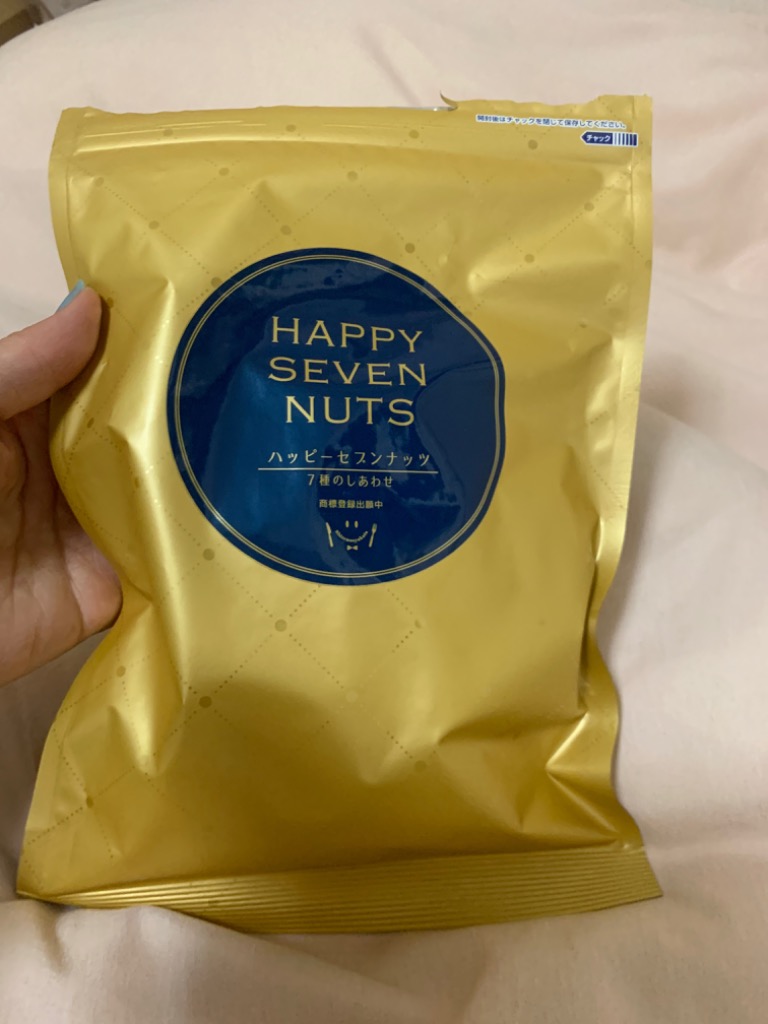 開封後はチャックを閉じて保存してください。
チャック
HAPPY
SEVEN
NUTS
ハッピーセブンナッツ
7種のしあわせ
商標登録出願中